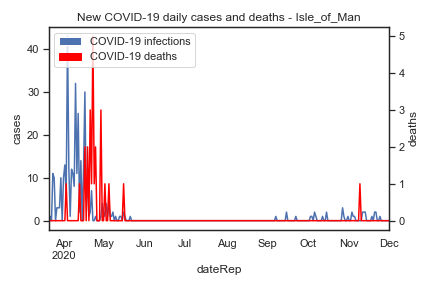 New COVID-19 daily cases and deaths - Isle_of_Man
COVID-19 infections
COVID-19 deaths
cases
40
30
20
10
0
deaths
5
4
3
2
1
0
Apr
2020
May
Jun
Jul
Aug
Sep
Oct
Nov
Dec
dateRep